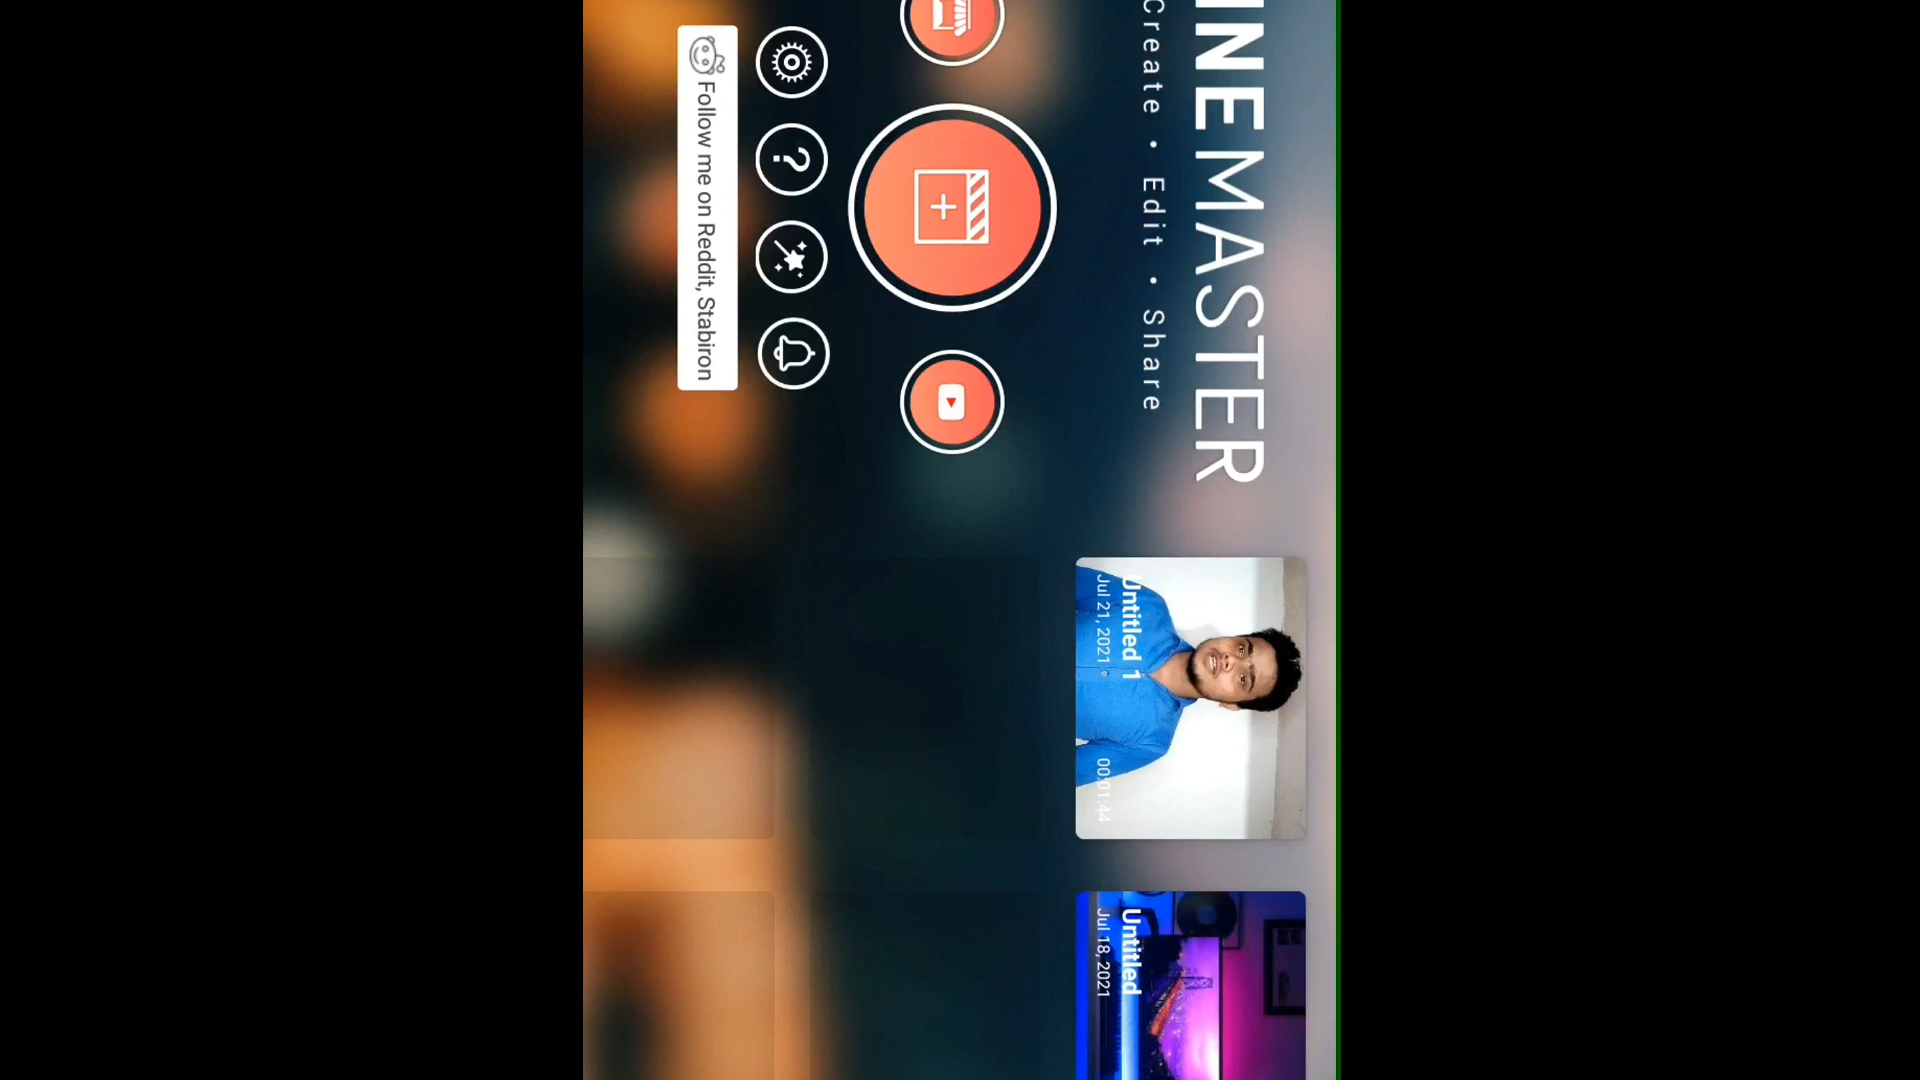 INEMASTER
Create • Edit • Share
Follow me on Reddit, Stabiron
Untitled 1
Jul 21, 2021
00:01:44
Untitled
Jul 18, 2021